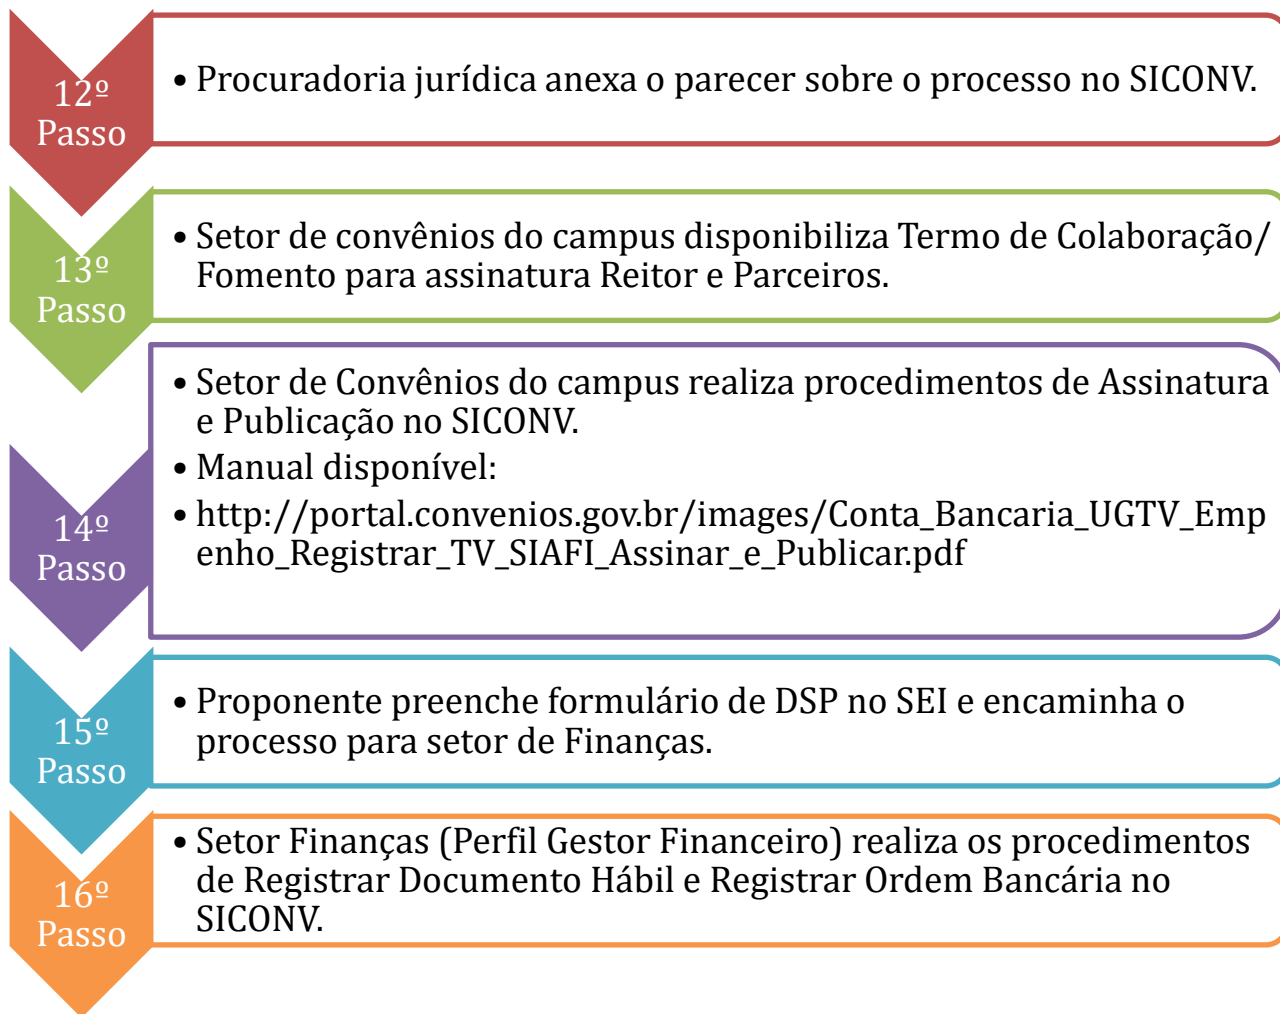 12º
Passo
• Procuradoria jurídica anexa o parecer sobre o processo no SICONV.
13º
Passo
• Setor de convênios do campus disponibiliza Termo de Colaboração/
Fomento para assinatura Reitor e Parceiros.
14º
Passo
• Setor de Convênios do campus realiza procedimentos de Assinatura
e Publicação no SICONV.
• Manual disponível:
• http://portal.convenios.gov.br/images/Conta_Bancaria_UGTV_Emp
enho_Registrar_TV_SIAFI_Assinar_e_Publicar.pdf
15º
Passo
• Proponente preenche formulário de DSP no SEI e encaminha o
processo para setor de Finanças.
16º
Passo
• Setor Finanças (Perfil Gestor Financeiro) realiza os procedimentos
de Registrar Documento Hábil e Registrar Ordem Bancária no
SICONV.